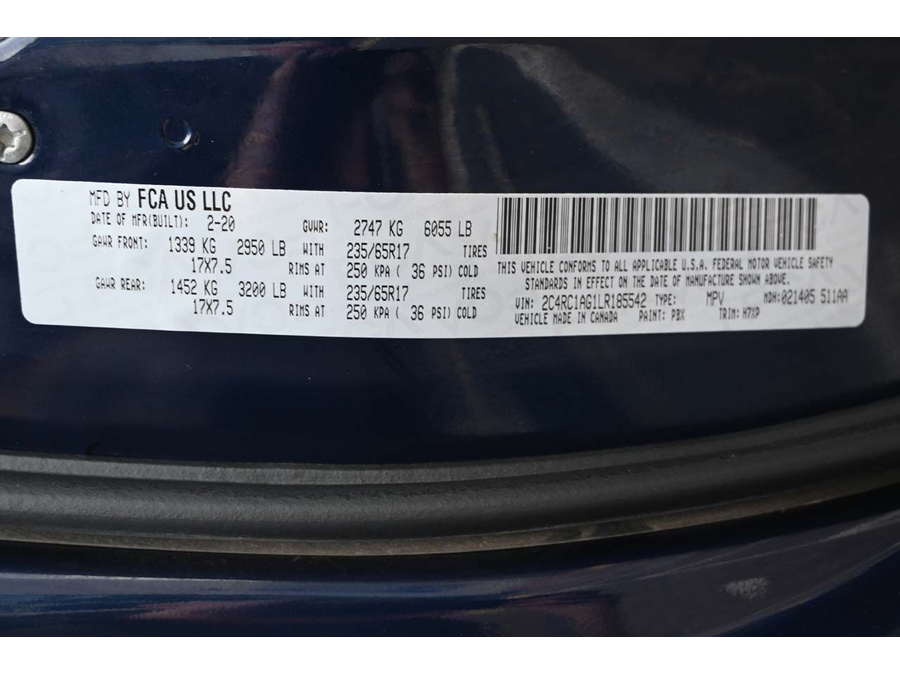 MFD BY FCA US LLC
DATE OF MFR(BUILT): 2-20 GVWR: 2747 KG 6055 LB
GAWR FRONT: 1339 KG 2950 LB WITH 235/65R17 TIRES
17X7.5 RIMS AT 250 KPA ( 36 PSI) COLD
GAWR REAR: 1452 KG 3200 LB WITH 235/65R17 TIRES
17X7.5 RIMS AT 250 KPA ( 36 PSI) COLD
THIS VEHICLE CONFORMS TO ALL APPLICABLE U.S.A. FEDERAL MOTOR VEHICLE SAFETY
STANDARDS IN EFFECT ON THE DATE OF MANUFACTURE SHOWN ABOVE.
VIN: 2C4RC1AG1LR185542 TYPE: MPV MDH:021405 511AA
VEHICLE MADE IN CANADA PAINT: PBX TRIM: H7XP